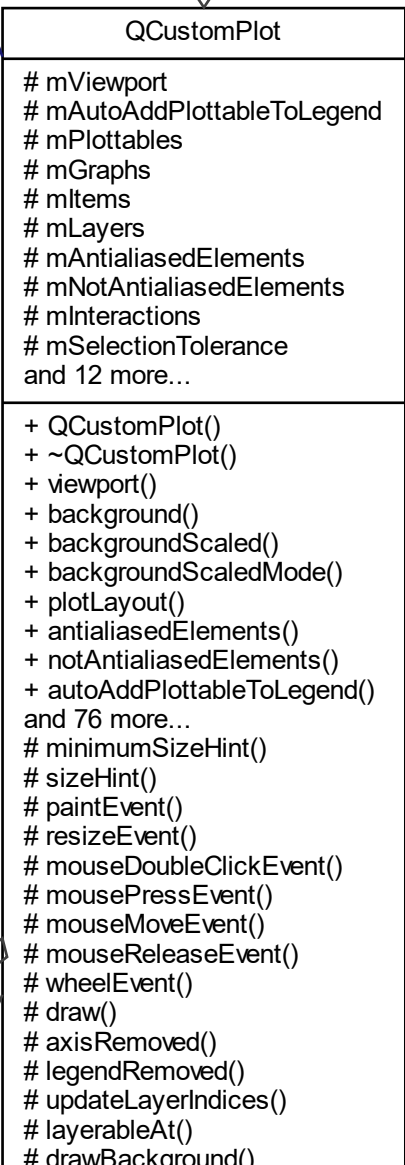 QCustomPlot
# mViewport
# mAutoAddPlottableToLegend
# mPlottables
# mGraphs
# mItems
# mLayers
# mAntialiasedElements
# mNotAntialiasedElements
# mInteractions
# mSelectionTolerance
and 12 more...
+ QCustomPlot()
+ ~QCustomPlot()
+ viewport()
+ background()
+ backgroundScaled()
+ backgroundScaledMode()
+ plotLayout()
+ antialiasedElements()
+ notAntialiasedElements()
+ autoAddPlottableToLegend()
and 76 more...
# minimumSizeHint()
# sizeHint()
# paintEvent()
# resizeEvent()
# mouseDoubleClickEvent()
# mousePressEvent()
# mouseMoveEvent()
# mouseReleaseEvent()
# wheelEvent()
# draw()
# axisRemoved()
# legendRemoved()
# updateLayerIndices()
# layerableAt()
# drawBackground()